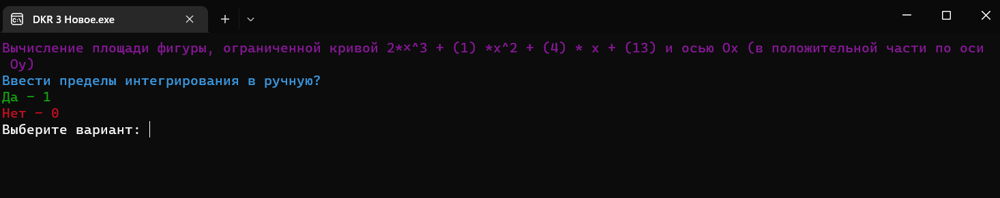 DKR 3 Новое.exe
Вычисление площади фигуры, ограниченной кривой 2*×^3 + (1) *x^2 + (4) * x + (13) и осью Ox (в положительной части по оси
Oy)
Ввести пределы интегрирования в ручную?
Да - 1
Нет - 0
Выберите вариант: